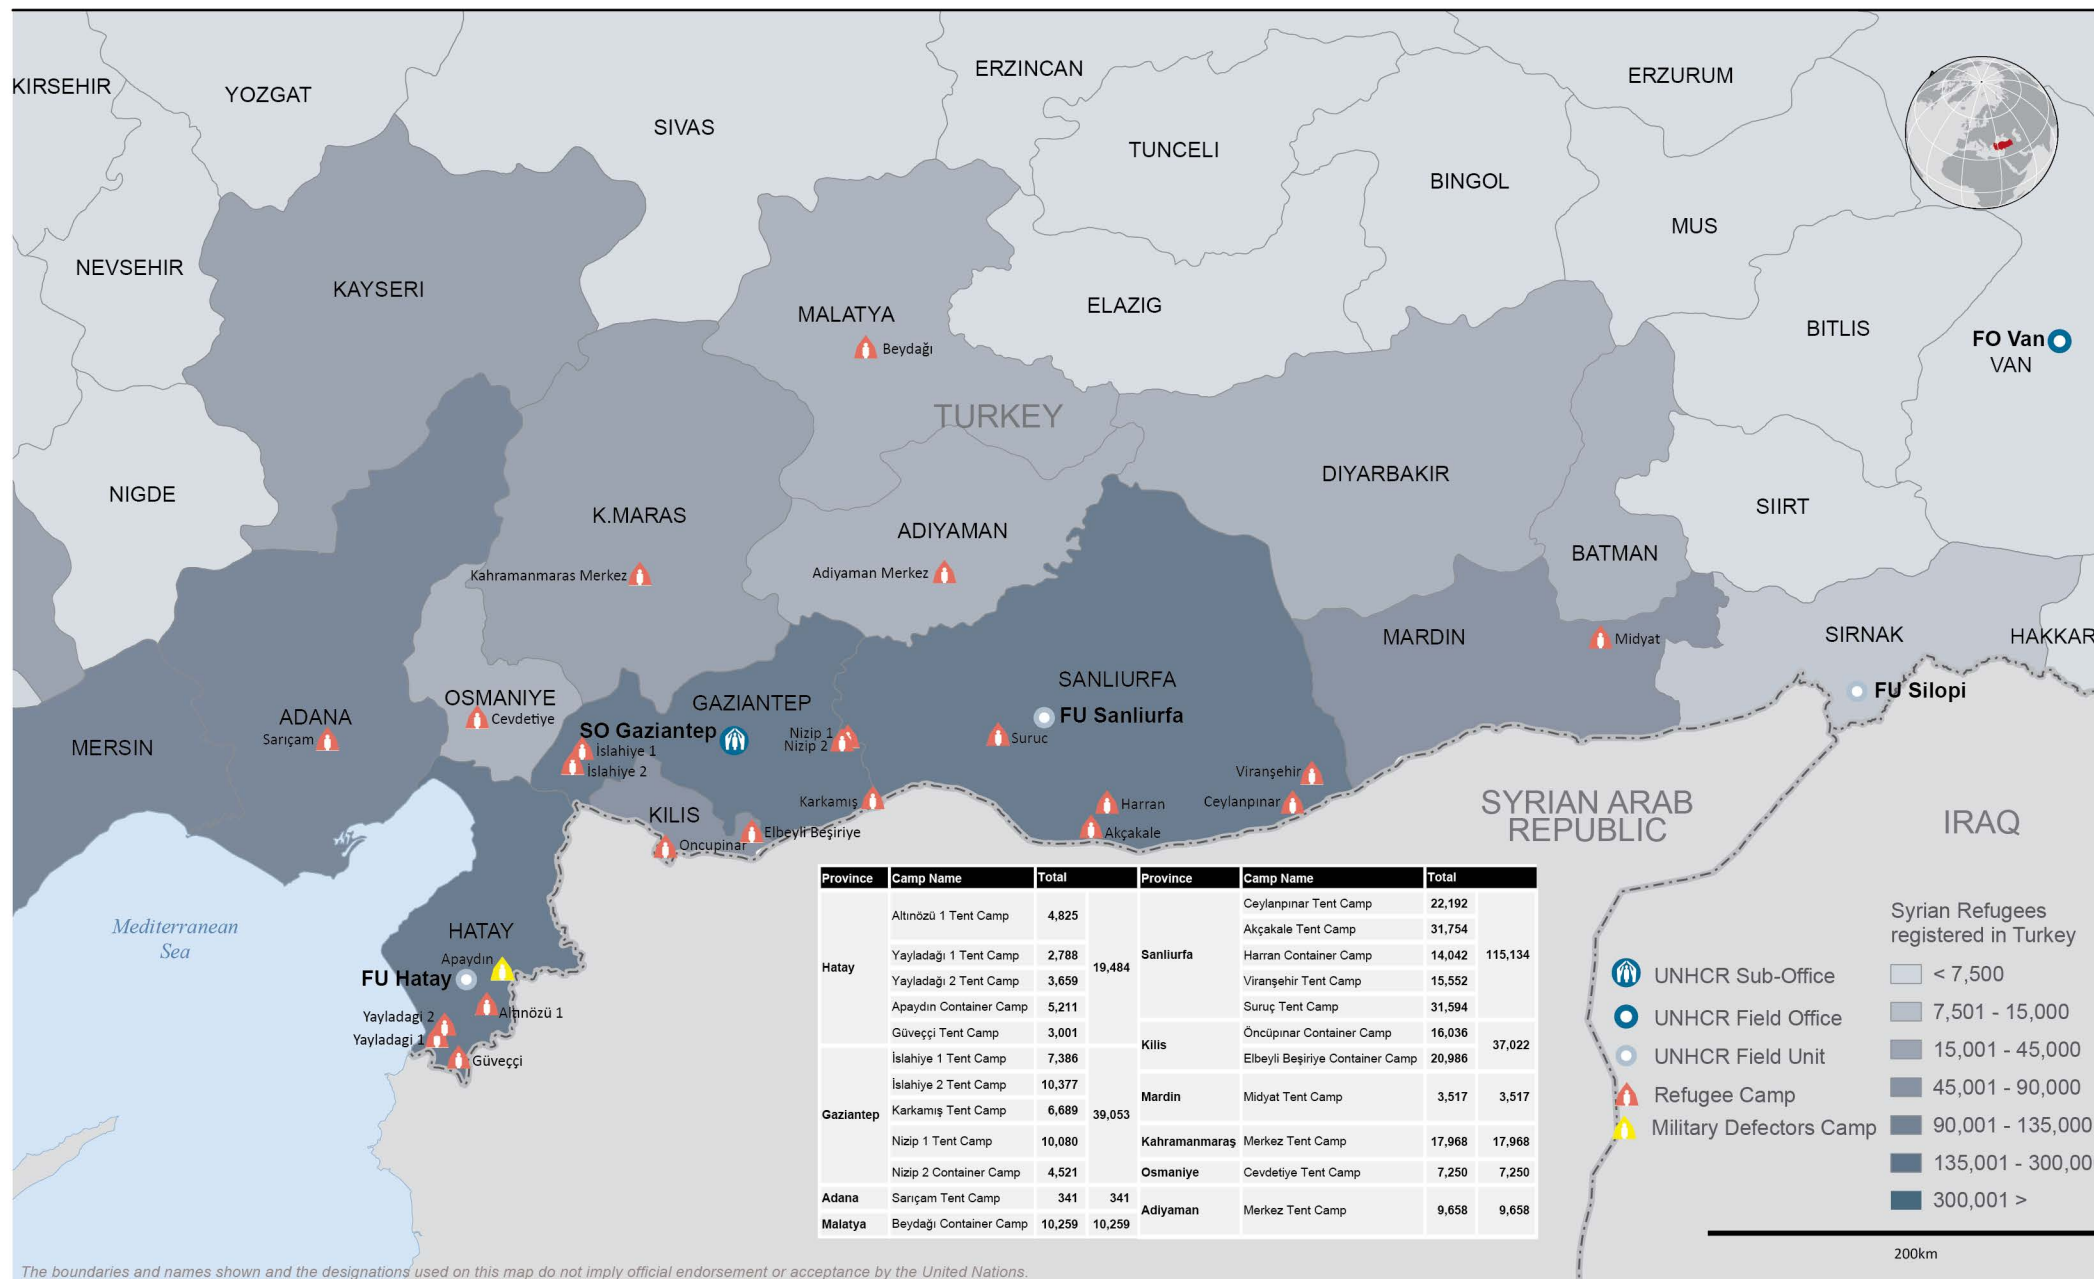 KIRSEHIR
YOZGAT
SIVAS
ERZINCAN
ERZURUM
TUNCELI
BINGOL
MUS
NEVSEHIR
KAYSERI
MALATYA
Beydağı
ELAZIG
BITLIS
FO Van
VAN
TURKEY
NIGDE
K.MARAS
Kahramanmaras Merkez
ADIYAMAN
Adiyaman Merkez
DIYARBAKIR
BATMAN
SIIRT
MARDIN
Midyat
SIRNAK
HAKKAR
FU Silopi
MERSIN
ADANA
Sarıçam
OSMANIYE
Cevdetiye
SO Gaziantep
GAZIANTEP
İslahiye 1
İslahiye 2
Nizip 1
Nizip 2
Karkamış
KILIS
Oncupinar
Elbeyli Beşiriye
SANLIURFA
FU Sanliurfa
Suruc
Harran
Akçakale
Viranşehir
Ceylanpınar
SYRIAN ARAB
REPUBLIC
IRAQ
Mediterranean
Sea
HATAY
Apaydın
FU Hatay
Altınözü 1
Yayladagi 2
Yayladagi 1
Güveççi
Province Camp Name Total
Hatay
Altınözü 1 Tent Camp 4,825
Yayladağı 1 Tent Camp 2,788
Yayladağı 2 Tent Camp 3,659
Apaydın Container Camp 5,211
Güveççi Tent Camp 3,001
19,484
Gaziantep
İslahiye 1 Tent Camp 7,386
İslahiye 2 Tent Camp 10,377
Karkamış Tent Camp 6,689
Nizip 1 Tent Camp 10,080
Nizip 2 Container Camp 4,521
39,053
Adana Sarıçam Tent Camp 341 341
Malatya Beydağı Container Camp 10,259 10,259
Province Camp Name Total
Sanliurfa
Ceylanpınar Tent Camp 22,192
Akçakale Tent Camp 31,754
Harran Container Camp 14,042
Viranşehir Tent Camp 15,552
Suruç Tent Camp 31,594
115,134
Kilis
Öncüpınar Container Camp 16,036
Elbeyli Beşiriye Container Camp 20,986
37,022
Mardin Midyat Tent Camp 3,517 3,517
Kahramanmaraş Merkez Tent Camp 17,968 17,968
Osmaniye Cevdetiye Tent Camp 7,250 7,250
Adiyaman Merkez Tent Camp 9,658 9,658
UNHCR Sub-Office
UNHCR Field Office
UNHCR Field Unit
Refugee Camp
Military Defectors Camp
Syrian Refugees
registered in Turkey
< 7,500
7,501 - 15,000
15,001 - 45,000
45,001 - 90,000
90,001 - 135,000
135,001 - 300,00
300,001 >
200km
The boundaries and names shown and the designations used on this map do not imply official endorsement or acceptance by the United Nations.